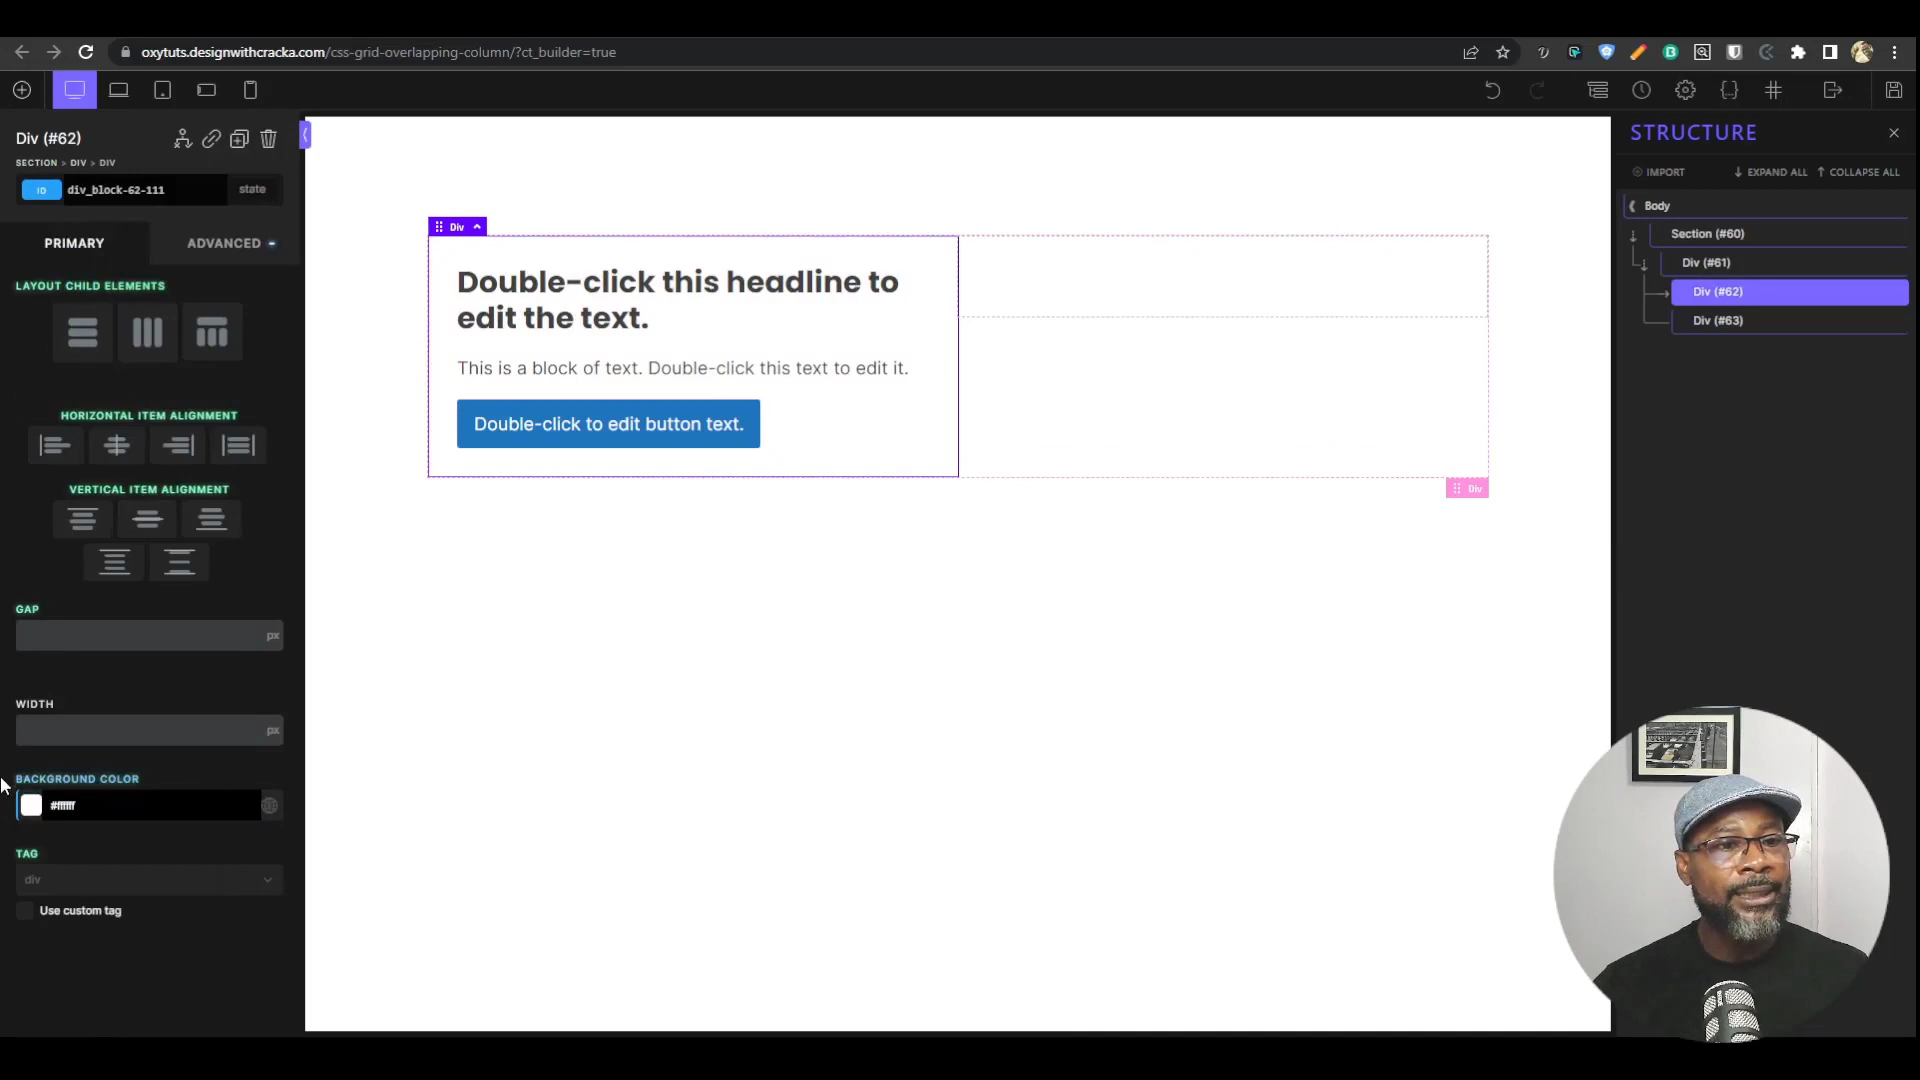 oxytuts.designwithcracka.com/css-grid-overlapping-column/?ct_builder=true
Div (#62)
SECTION > DIV > DIV
ID div_block-62-111 state
PRIMARY ADVANCED
LAYOUT CHILD ELEMENTS
HORIZONTAL ITEM ALIGNMENT
VERTICAL ITEM ALIGNMENT
GAP
px
WIDTH
px
BACKGROUND COLOR
#ffffff
TAG
div
Use custom tag
Div
Double-click this headline to
edit the text.
This is a block of text. Double-click this text to edit it.
Double-click to edit button text.
Div
STRUCTURE
IMPORT EXPAND ALL COLLAPSE ALL
Body
Section (#60)
Div (#61)
Div (#62)
Div (#63)